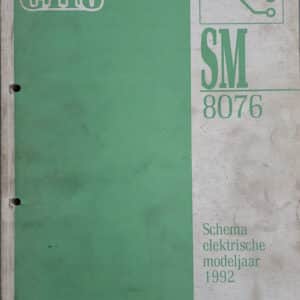 SM
8076
Schema
elektrische
modeljaar
1992